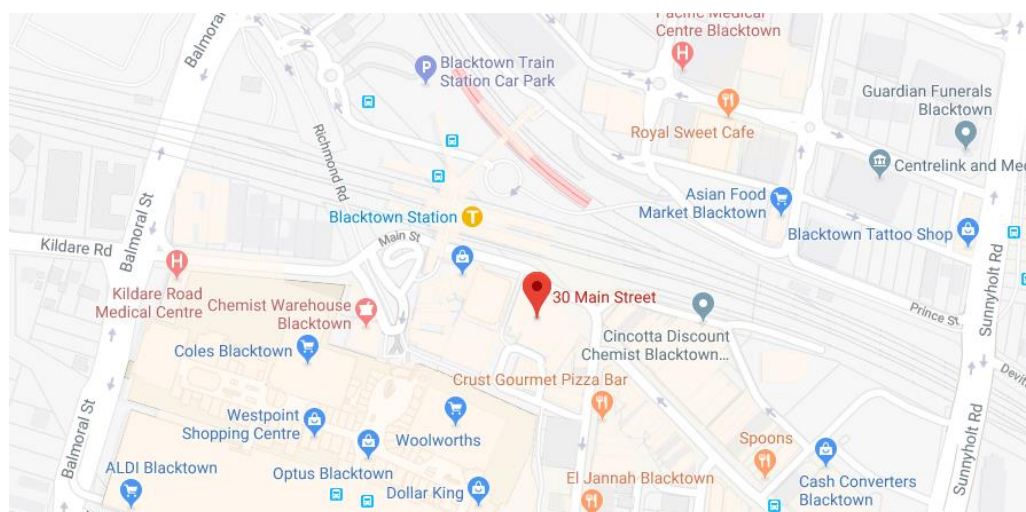 Pacific Medical
Centre Blacktown
H
Balmoral St
P
Blacktown Train
Station Car Park
Guardian Funerals
Blacktown
Royal Sweet Cafe
Richmond Rd
Centrelink and Med
Asian Food
Market Blacktown
Blacktown Station
T
Blacktown Tattoo Shop
Main St
Kildare Rd
Balmoral St
H
Kildare Road
Medical Centre
30 Main Street
Sunnyholt Rd
Prince St
Chemist Warehouse
Blacktown
Cincotta Discount
Chemist Blacktown...
Coles Blacktown
Crust Gourmet Pizza Bar
Westpoint
Shopping Centre
Woolworths
Spoons
Sunnyholt Rd
Balmoral St
ALDI Blacktown
Optus Blacktown
Dollar King
El Jannah Blacktown
Cash Converters
Blacktown